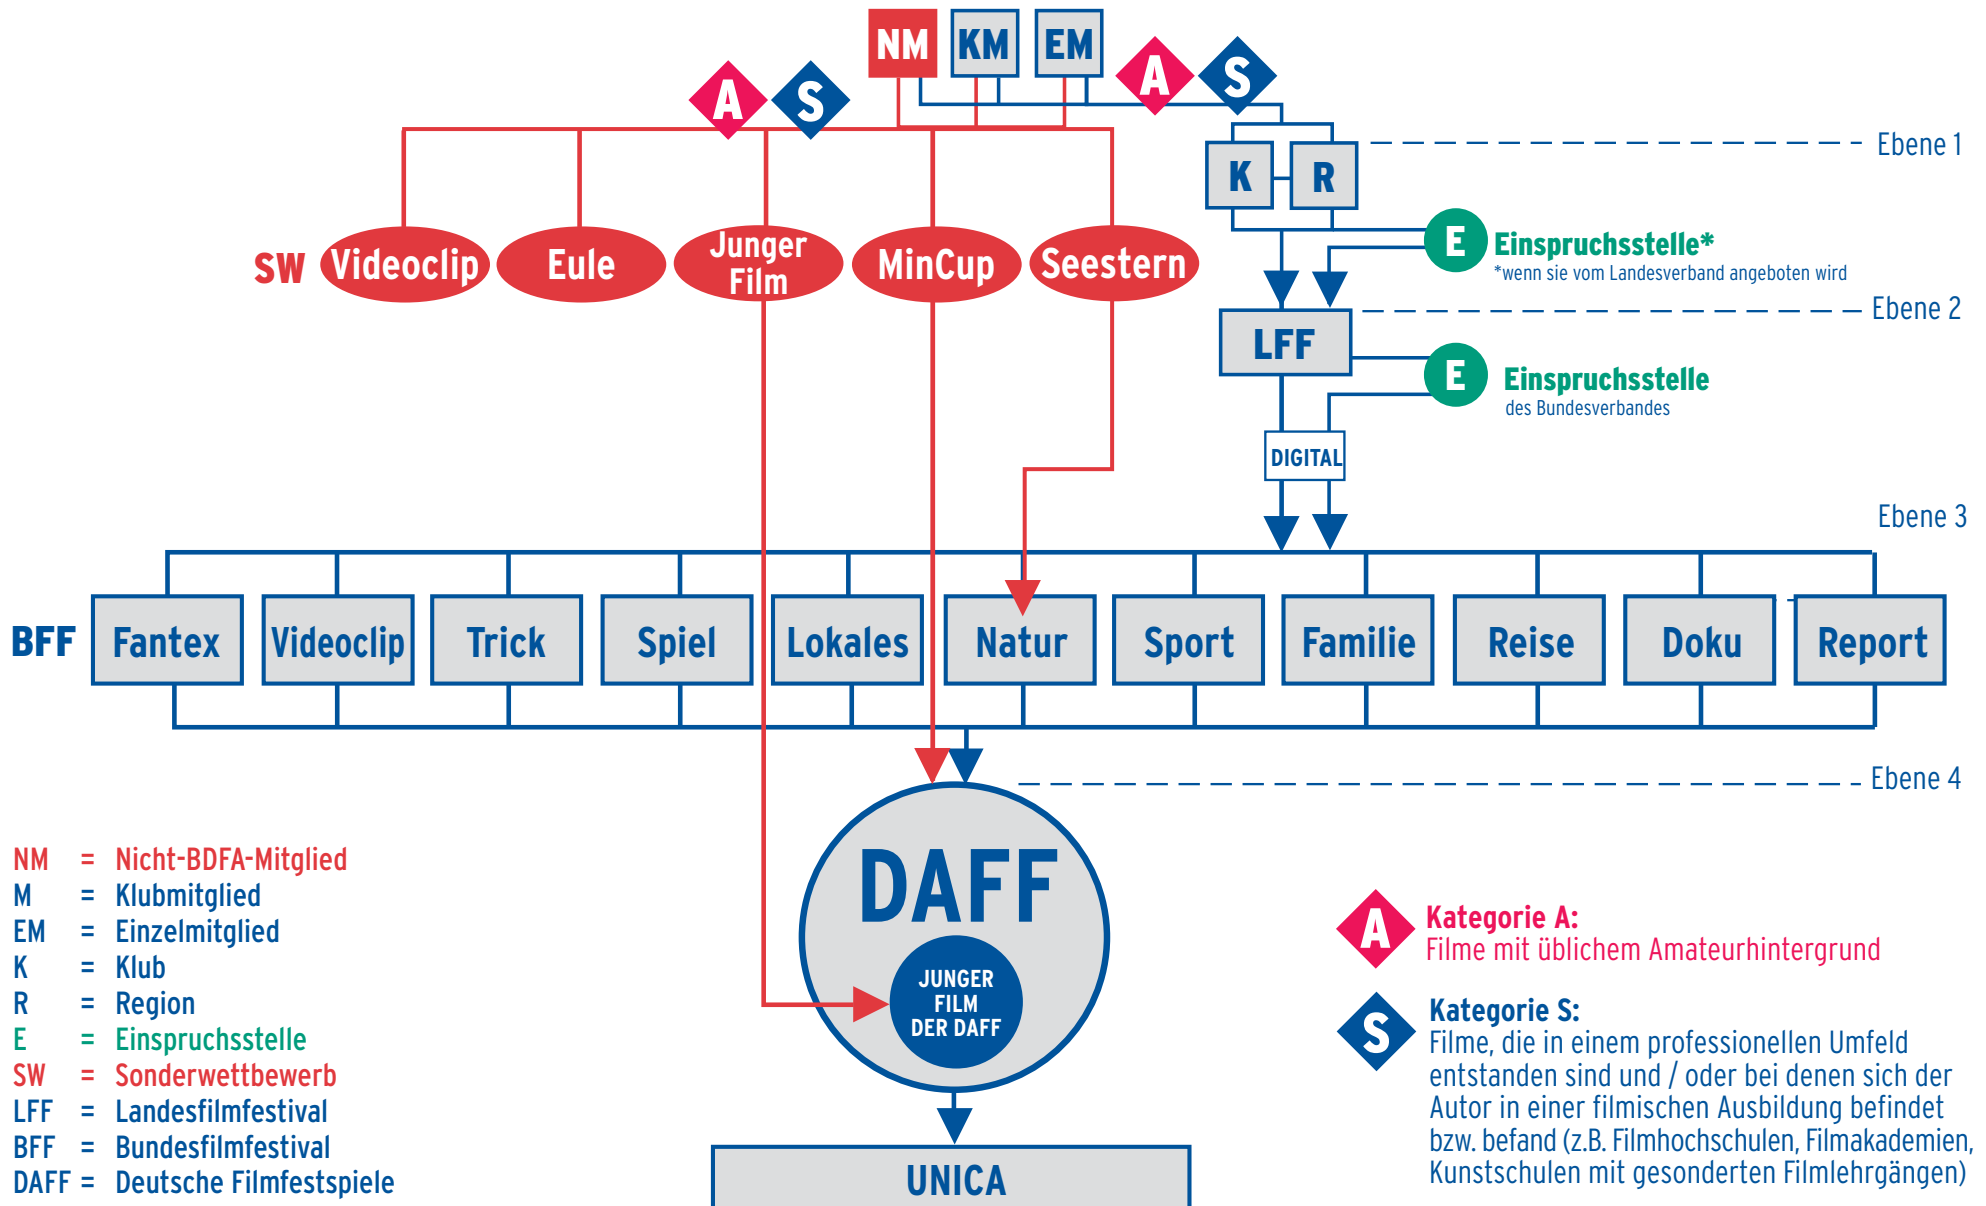 NM KM EM
A S
A S
K R
Ebene 1
E Einspruchsstelle*
*wenn sie vom Landesverband angeboten wird
SW Videoclip Eule Junger Film MinCup Seestern
Ebene 2
LFF
E Einspruchsstelle
des Bundesverbandes
DIGITAL
Ebene 3
BFF Fantex Videoclip Trick Spiel Lokales Natur Sport Familie Reise Doku Report
Ebene 4
DAFF
JUNGER
FILM
DER DAFF
UNICA
NM = Nicht-BDFA-Mitglied
M = Klubmitglied
EM = Einzelmitglied
K = Klub
R = Region
E = Einspruchsstelle
SW = Sonderwettbewerb
LFF = Landesfilmfestival
BFF = Bundesfilmfestival
DAFF = Deutsche Filmfestspiele
A Kategorie A:
Filme mit üblichem Amateurhintergrund
S Kategorie S:
Filme, die in einem professionellen Umfeld
entstanden sind und / oder bei denen sich der
Autor in einer filmischen Ausbildung befindet
bzw. befand (z.B. Filmhochschulen, Filmakademien,
Kunstschulen mit gesonderten Filmlehrgängen)